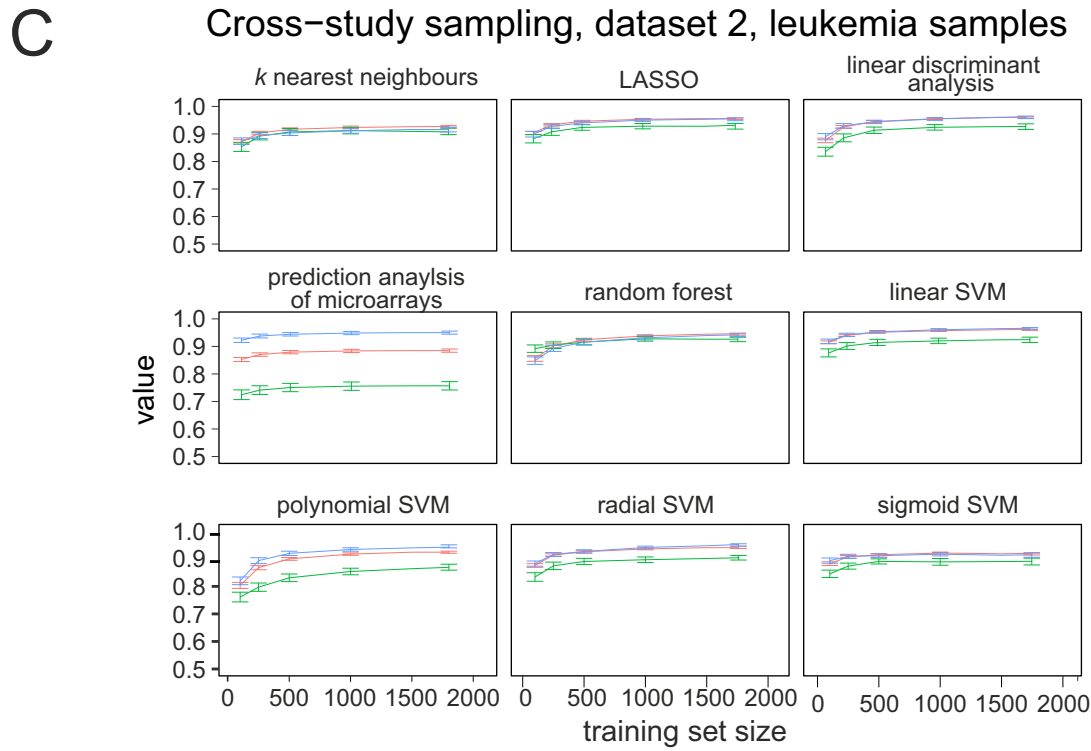 C
Cross−study sampling, dataset 2, leukemia samples
k nearest neighbours
LASSO
linear discriminant
analysis
1.0
0.9
0.8
0.7
0.6
0.5
prediction anaylsis
of microarrays
random forest
linear SVM
1.0
0.9
0.8
0.7
0.6
0.5
value
polynomial SVM
radial SVM
sigmoid SVM
1.0
0.9
0.8
0.7
0.6
0.5
0 500 1000 1500 2000 0 500 1000 1500 2000 0 500 1000 1500 2000
training set size